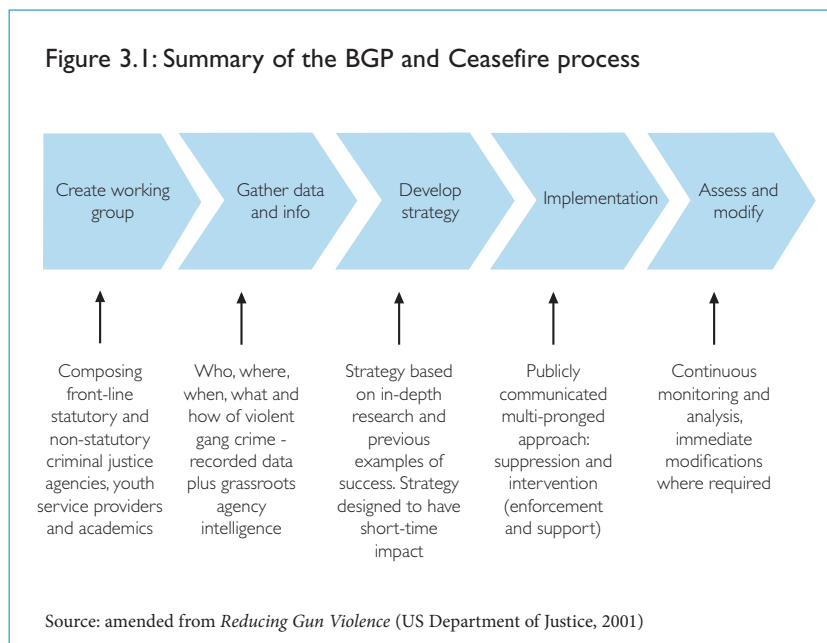 Figure 3.1: Summary of the BGP and Ceasefire process
Create working
group
Gather data
and info
Develop
strategy
Implementation
Assess and
modify
Composing
front-line
statutory and
non-statutory
criminal justice
agencies, youth
service providers
and academics
Who, where,
when, what and
how of violent
gang crime -
recorded data
plus grassroots
agency
intelligence
Strategy based
on in-depth
research and
previous
examples of
success. Strategy
designed to have
short-time
impact
Publicly
communicated
multi-pronged
approach:
suppression and
intervention
(enforcement
and support)
Continuous
monitoring and
analysis,
immediate
modifications
where required
Source: amended from Reducing Gun Violence (US Department of Justice, 2001)